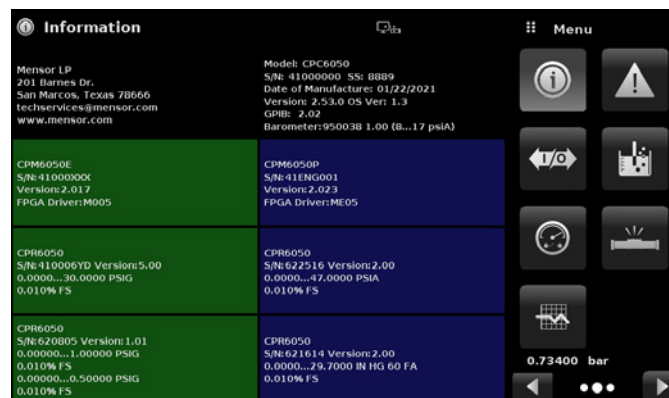 Information
Mensor LP
201 Barnes Dr.
San Marcos, Texas 78666
techservices@mensor.com
www.mensor.com
Model: CPC6050
S/N: 41000000 SS: 8889
Date of Manufacture: 01/22/2021
Version: 2.53.0 OS Ver: 1.3
GPIB: 2.02
Barometer:950038 1.00 (8...17 psiA)
CPM6050E
S/N:41000XXX
Version:2.017
FPGA Driver:M005
CPM6050P
S/N:41ENG001
Version:2.023
FPGA Driver:ME05
CPR6050
S/N:410006YD Version:5.00
0.0000...30.0000 PSIG
0.010% FS
CPR6050
S/N:622516 Version:2.00
0.0000...47.0000 PSIA
0.010% FS
CPR6050
S/N:620805 Version:1.01
0.00000...1.00000 PSIG
0.010% FS
0.00000...0.50000 PSIG
0.010% FS
CPR6050
S/N:621614 Version:2.00
0.0000...29.7000 IN HG 60 FA
0.010% FS
Menu
I/O
0.73400 bar